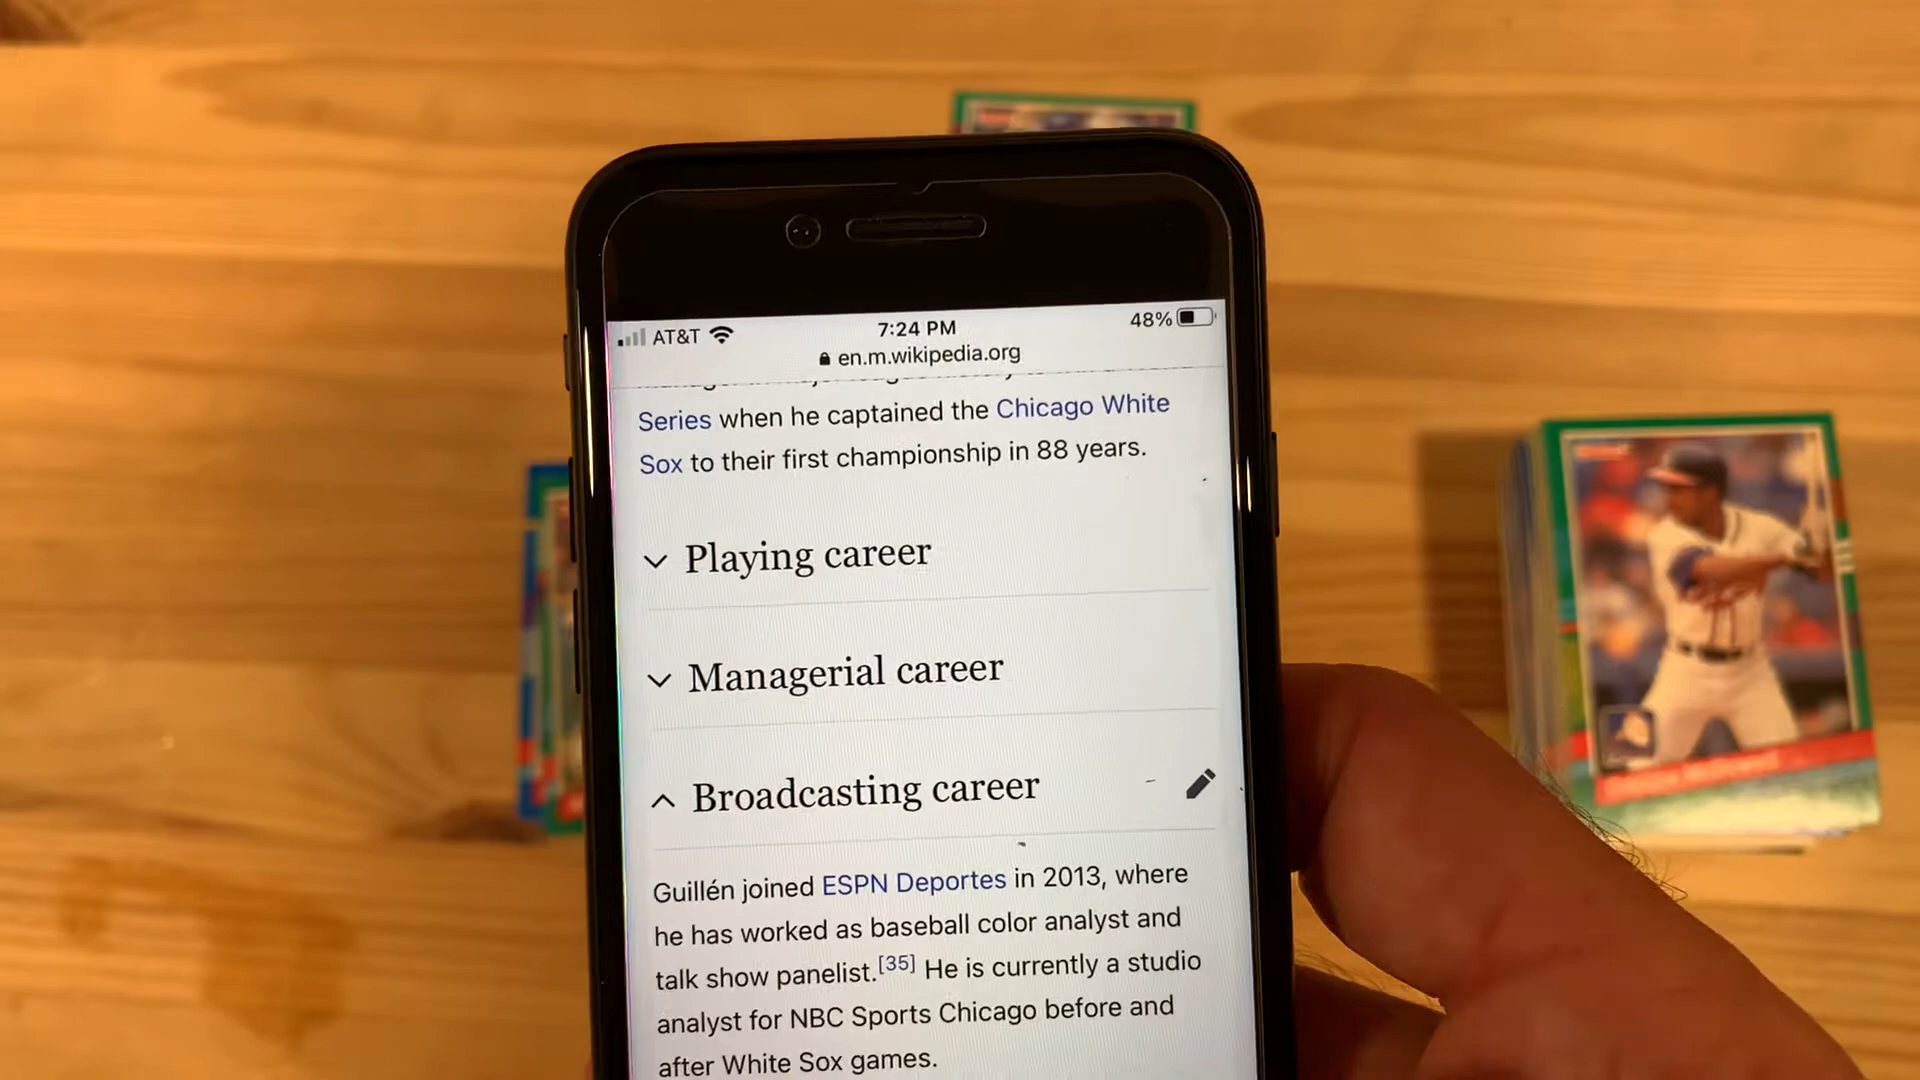 AT&T
7:24 PM
48%
en.m.wikipedia.org
Series when he captained the Chicago White
Sox to their first championship in 88 years.
Playing career
Managerial career
Broadcasting career
Guillén joined ESPN Deportes in 2013, where
he has worked as baseball color analyst and
talk show panelist.[35] He is currently a studio
analyst for NBC Sports Chicago before and
after White Sox games.